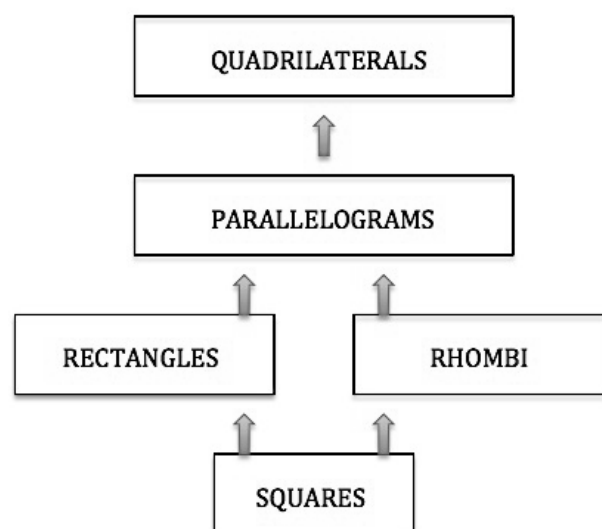 QUADRILATERALS
PARALLELOGRAMS
RECTANGLES
RHOMBI
SQUARES